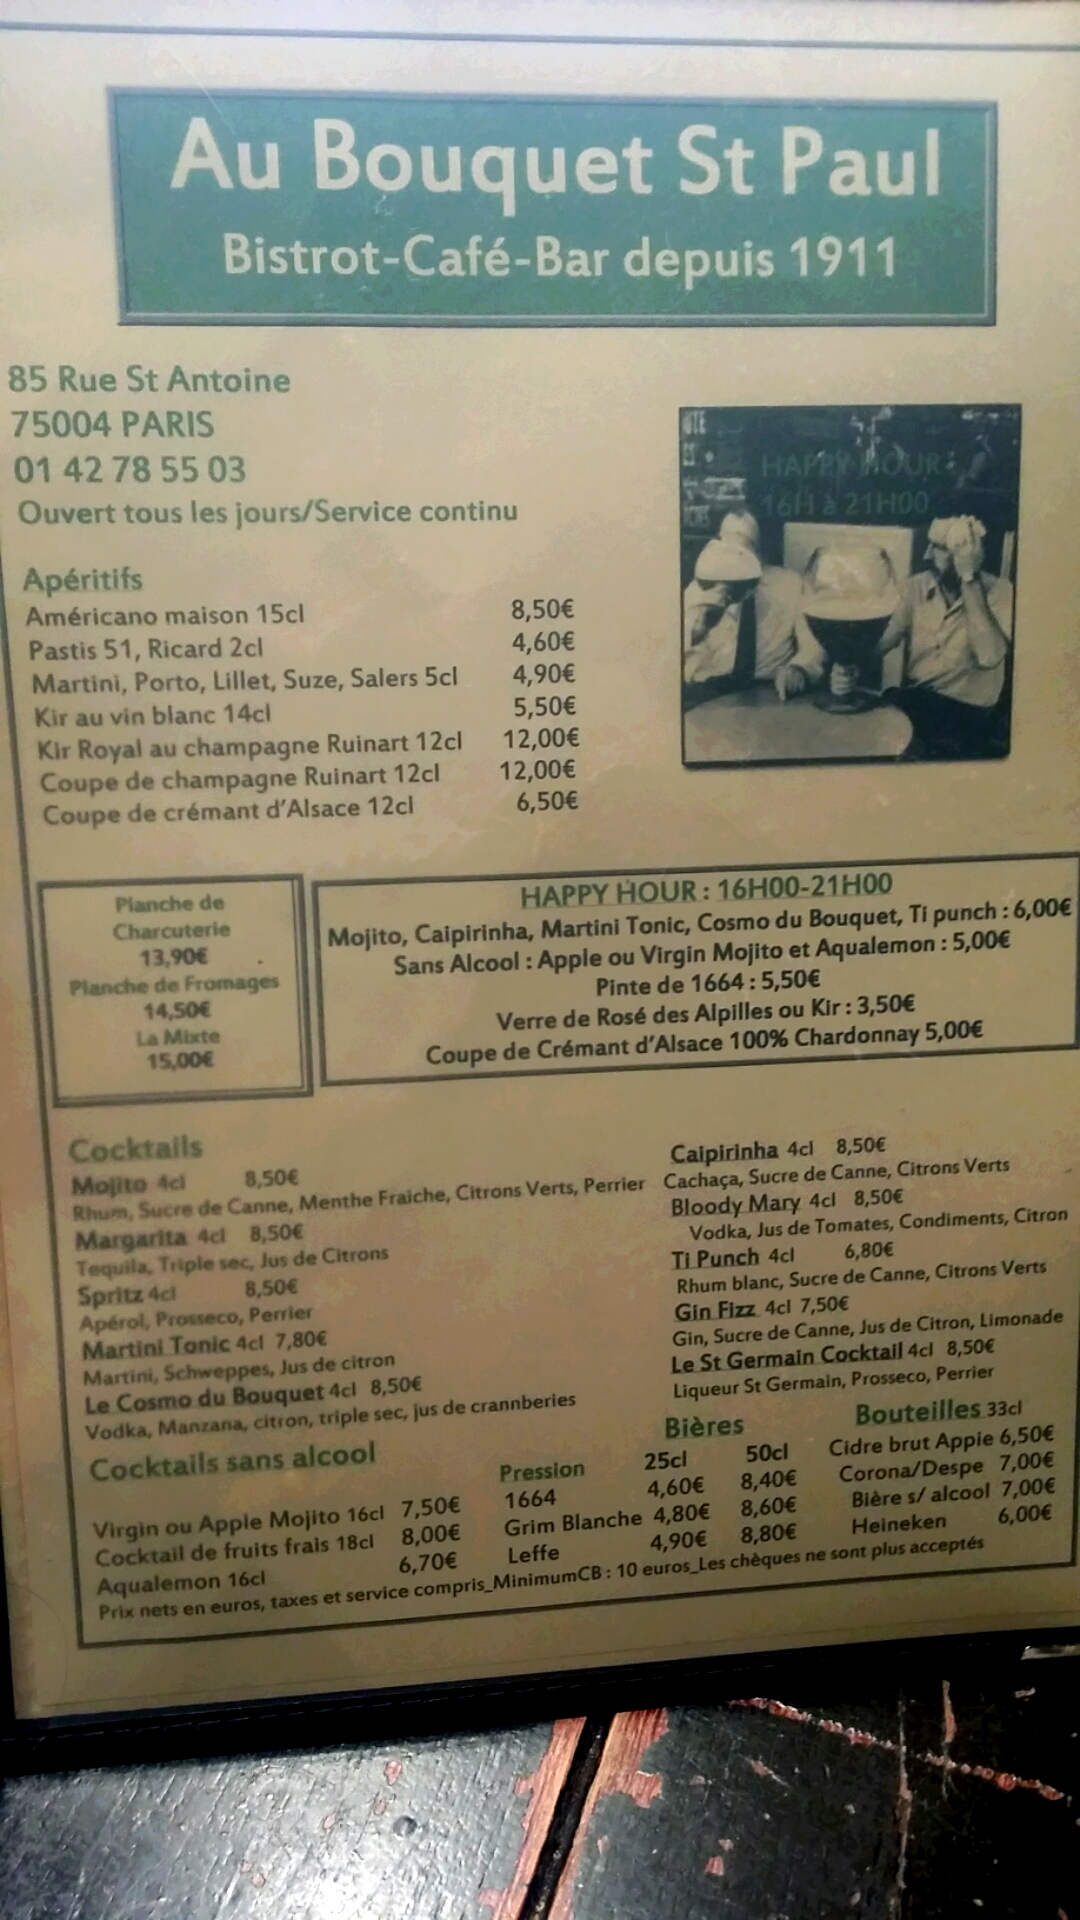 Au Bouquet St Paul
Bistrot-Café-Bar depuis 1911
85 Rue St Antoine
75004 PARIS
01 42 78 55 03
Ouvert tous les jours/Service continu
HAPPY HOUR:
16H à 21H00
Apéritifs
Américano maison 15cl 8,50€
Pastis 51, Ricard 2cl 4,60€
Martini, Porto, Lillet, Suze, Salers 5cl 4,90€
Kir au vin blanc 14cl 5,50€
Kir Royal au champagne Ruinart 12cl 12,00€
Coupe de champagne Ruinart 12cl 12,00€
Coupe de crémant d'Alsace 12cl 6,50€
Planche de
Charcuterie
13,90€
Planche de Fromages
14,50€
La Mixte
15,00€
HAPPY HOUR : 16H00-21H00
Mojito, Caipirinha, Martini Tonic, Cosmo du Bouquet, Ti punch : 6,00€
Sans Alcool : Apple ou Virgin Mojito et Aqualemon : 5,00€
Pinte de 1664 : 5,50€
Verre de Rosé des Alpilles ou Kir : 3,50€
Coupe de Crémant d'Alsace 100% Chardonnay 5,00€
Cocktails
Mojito 4cl 8,50€
Rhum, Sucre de Canne, Menthe Fraiche, Citrons Verts, Perrier
Margarita 4cl 8,50€
Tequila, Triple sec, Jus de Citrons
Spritz 4cl 8,50€
Apérol, Prosseco, Perrier
Martini Tonic 4cl 7,80€
Martini, Schweppes, Jus de citron
Le Cosmo du Bouquet 4cl 8,50€
Vodka, Manzana, citron, triple sec, jus de crannberies
Caipirinha 4cl 8,50€
Cachaça, Sucre de Canne, Citrons Verts
Bloody Mary 4cl 8,50€
Vodka, Jus de Tomates, Condiments, Citron
Ti Punch 4cl 6,80€
Rhum blanc, Sucre de Canne, Citrons Verts
Gin Fizz 4cl 7,50€
Gin, Sucre de Canne, Jus de Citron, Limonade
Le St Germain Cocktail 4cl 8,50€
Liqueur St Germain, Prosseco, Perrier
Cocktails sans alcool
Virgin ou Apple Mojito 16cl 7,50€
Cocktail de fruits frais 18cl 8,00€
Aqualemon 16cl 6,70€
Bières
Pression 25cl 50cl
1664 4,60€ 8,40€
Grim Blanche 4,80€ 8,60€
Leffe 4,90€ 8,80€
Bouteilles 33cl
Cidre brut Appie 6,50€
Corona/Despe 7,00€
Bière s/ alcool 7,00€
Heineken 6,00€
Prix nets en euros, taxes et service compris_MinimumCB : 10 euros_Les chèques ne sont plus acceptés